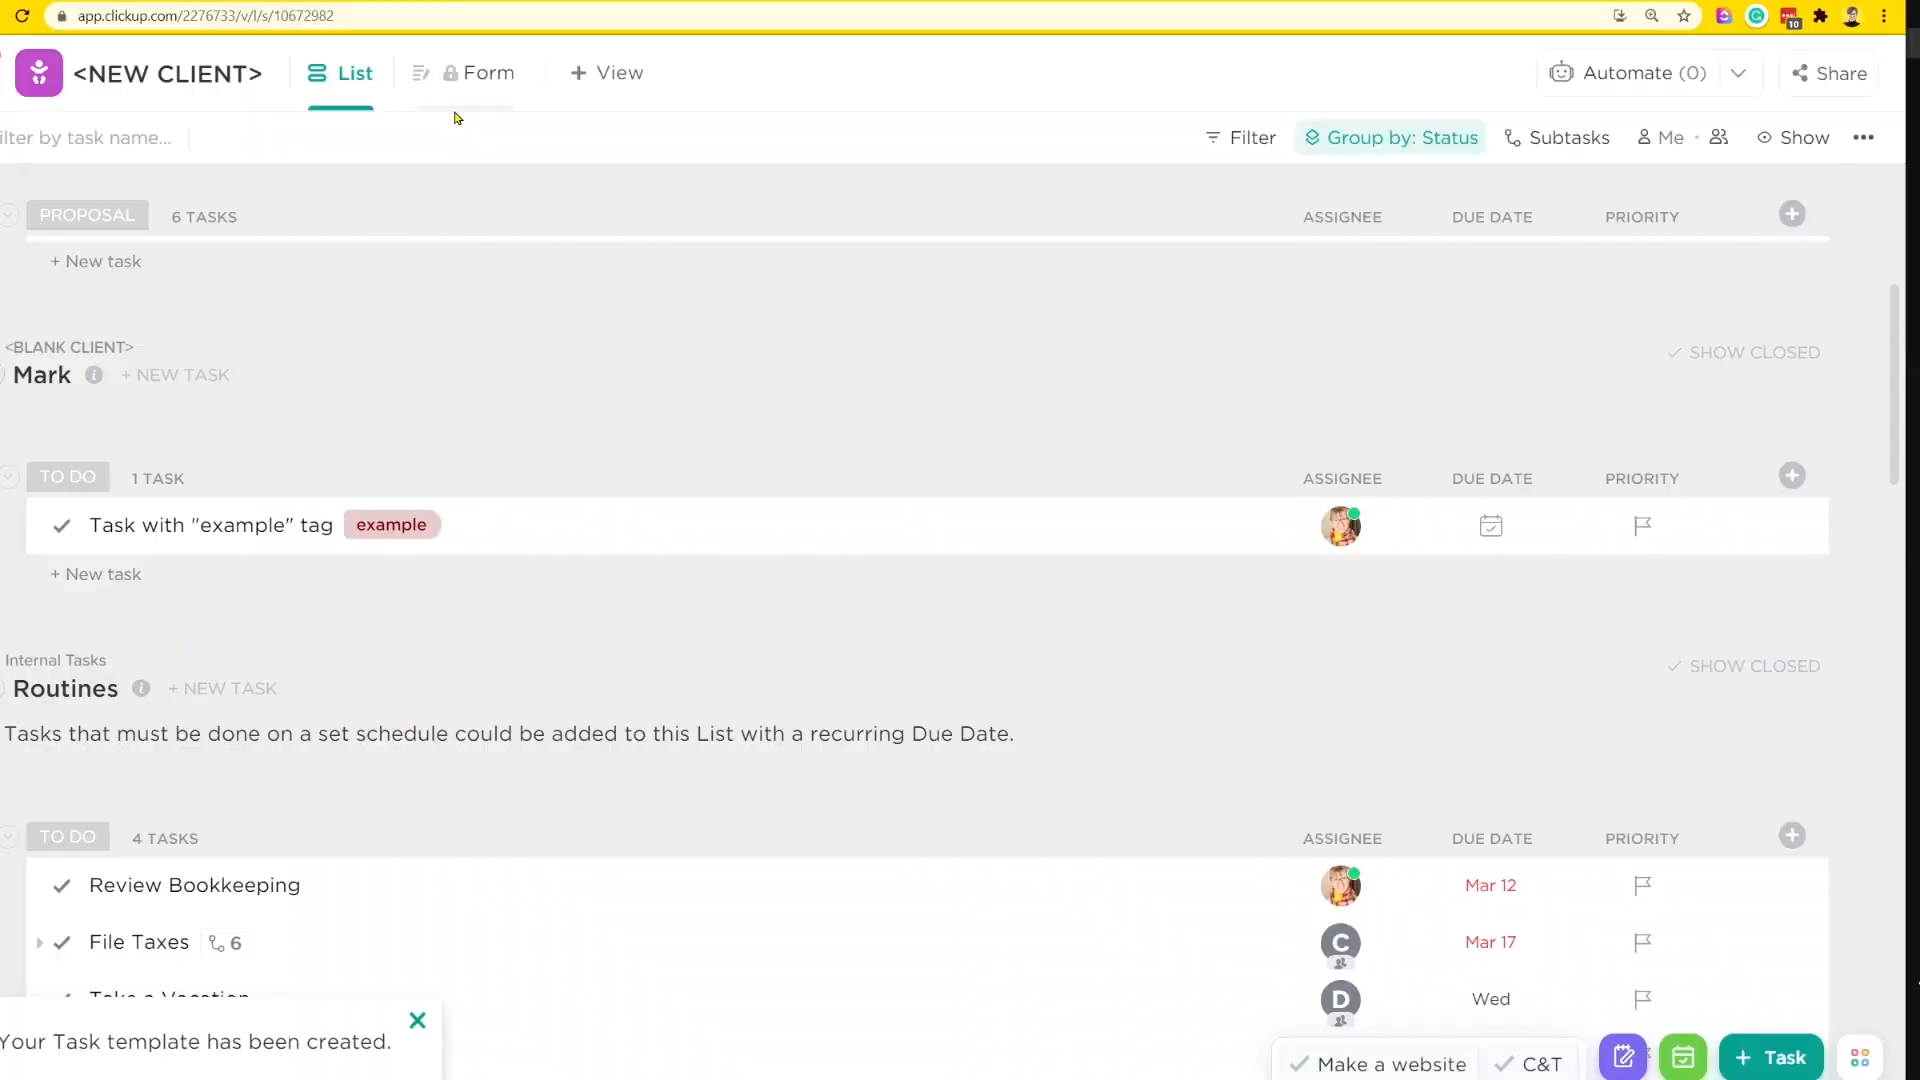 app.clickup.com/2276733/v/l/s/10672982
10
<NEW CLIENT>
List
Form
+ View
Automate (0)
Share
ilter by task name...
Filter
Group by: Status
Subtasks
Me
Show
PROPOSAL
6 TASKS
ASSIGNEE
DUE DATE
PRIORITY
+ New task
<BLANK CLIENT>
SHOW CLOSED
Mark
+ NEW TASK
TO DO
1 TASK
ASSIGNEE
DUE DATE
PRIORITY
Task with "example" tag
example
+ New task
Internal Tasks
SHOW CLOSED
Routines
+ NEW TASK
Tasks that must be done on a set schedule could be added to this List with a recurring Due Date.
TO DO
4 TASKS
ASSIGNEE
DUE DATE
PRIORITY
Review Bookkeeping
Mar 12
File Taxes
6
C
Mar 17
Take a Vacation
D
Wed
Your Task template has been created.
Make a website
C&T
+ Task